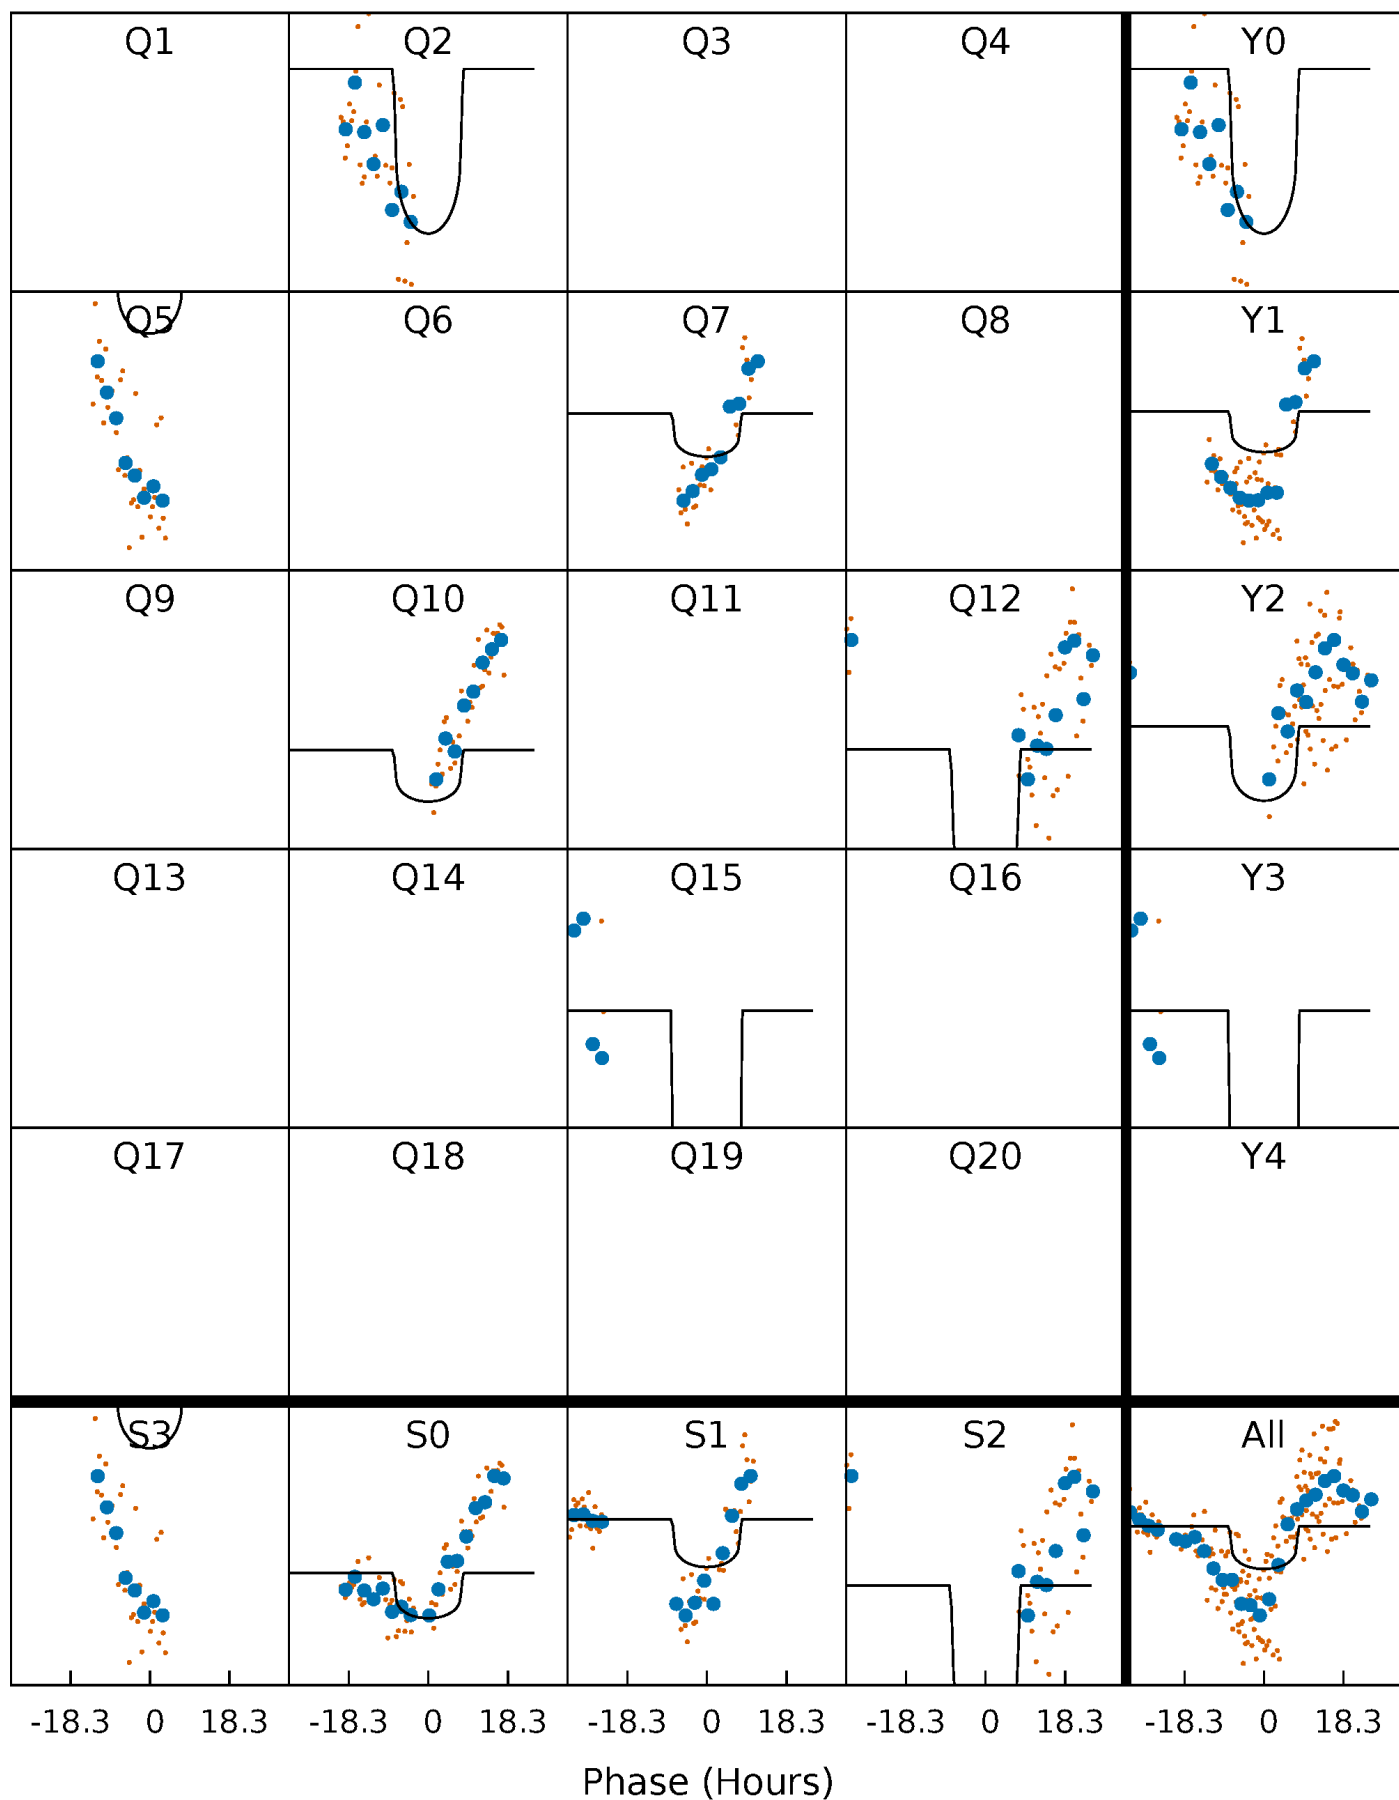 Q1 Q2 Q3 Q4 Y0
Q5 Q6 Q7 Q8 Y1
Q9 Q10 Q11 Q12 Y2
Q13 Q14 Q15 Q16 Y3
Q17 Q18 Q19 Q20 Y4
S3 S0 S1 S2 All
-18.3 0 18.3 -18.3 0 18.3 -18.3 0 18.3 -18.3 0 18.3 -18.3 0 18.3
Phase (Hours)